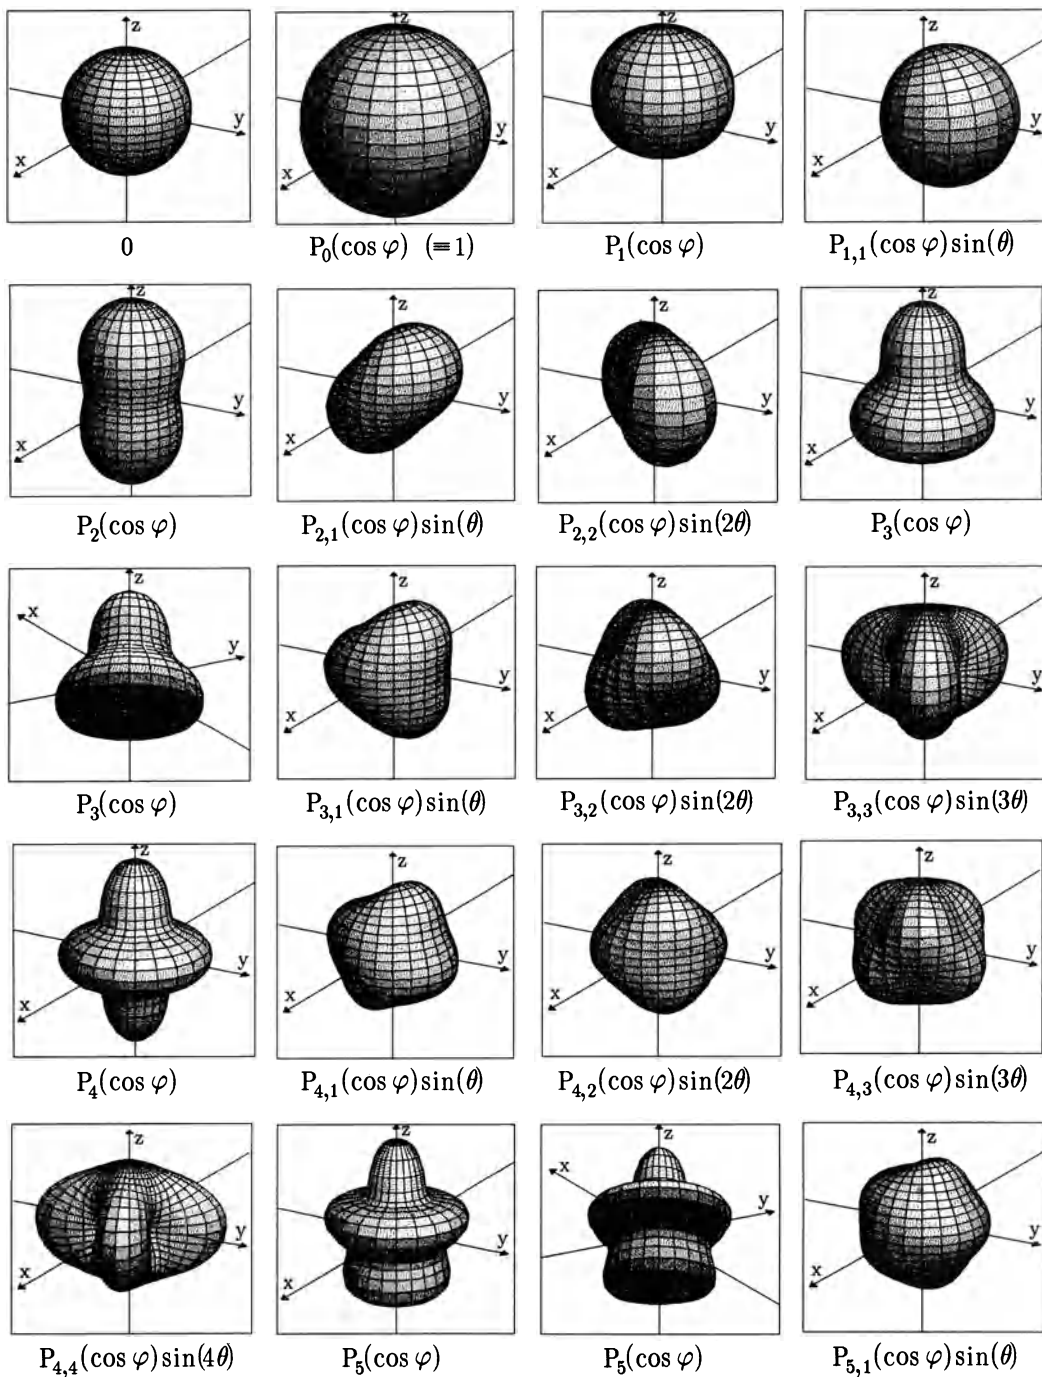 z
y
x
0
z
y
x
P₀(cos φ) (≡1)
z
y
x
P₁(cos φ)
z
y
x
P₁,₁(cos φ)sin(θ)
z
y
x
P₂(cos φ)
z
y
x
P₂,₁(cos φ)sin(θ)
z
y
x
P₂,₂(cos φ)sin(2θ)
z
y
x
P₃(cos φ)
z
x
y
P₃(cos φ)
z
y
x
P₃,₁(cos φ)sin(θ)
z
y
x
P₃,₂(cos φ)sin(2θ)
z
y
x
P₃,₃(cos φ)sin(3θ)
z
y
x
P₄(cos φ)
z
y
x
P₄,₁(cos φ)sin(θ)
z
y
x
P₄,₂(cos φ)sin(2θ)
z
y
x
P₄,₃(cos φ)sin(3θ)
z
y
x
P₄,₄(cos φ)sin(4θ)
z
y
x
P₅(cos φ)
z
x
y
P₅(cos φ)
z
y
x
P₅,₁(cos φ)sin(θ)